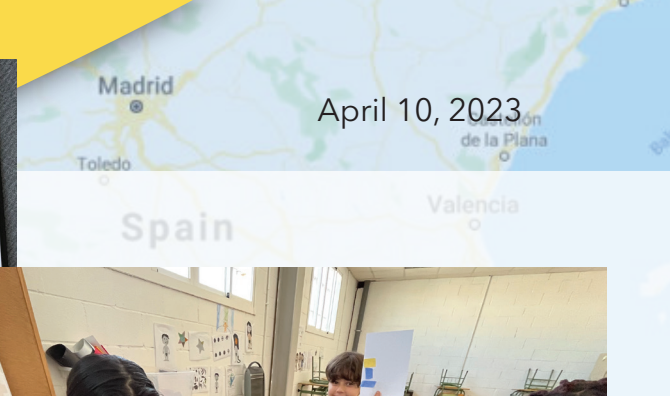 Madrid
April 10, 2023
Castellón
de la Plana
Toledo
Valencia
Spain